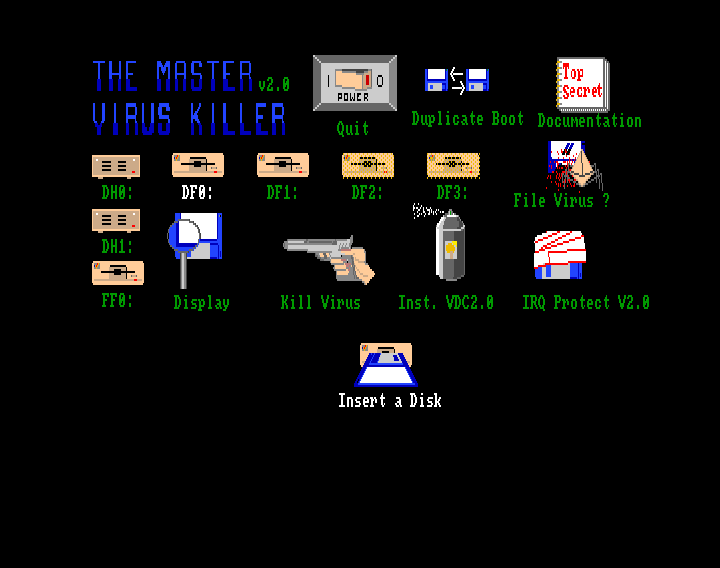 THE MASTER v2.0
VIRUS KILLER
I O
POWER
Quit
Duplicate Boot
Top
Secret
Documentation
DH0:
DF0:
DF1:
DF2:
DF3:
File Virus ?
DH1:
FF0:
Display
Kill Virus
Inst. VDC2.0
IRQ Protect V2.0
Insert a Disk